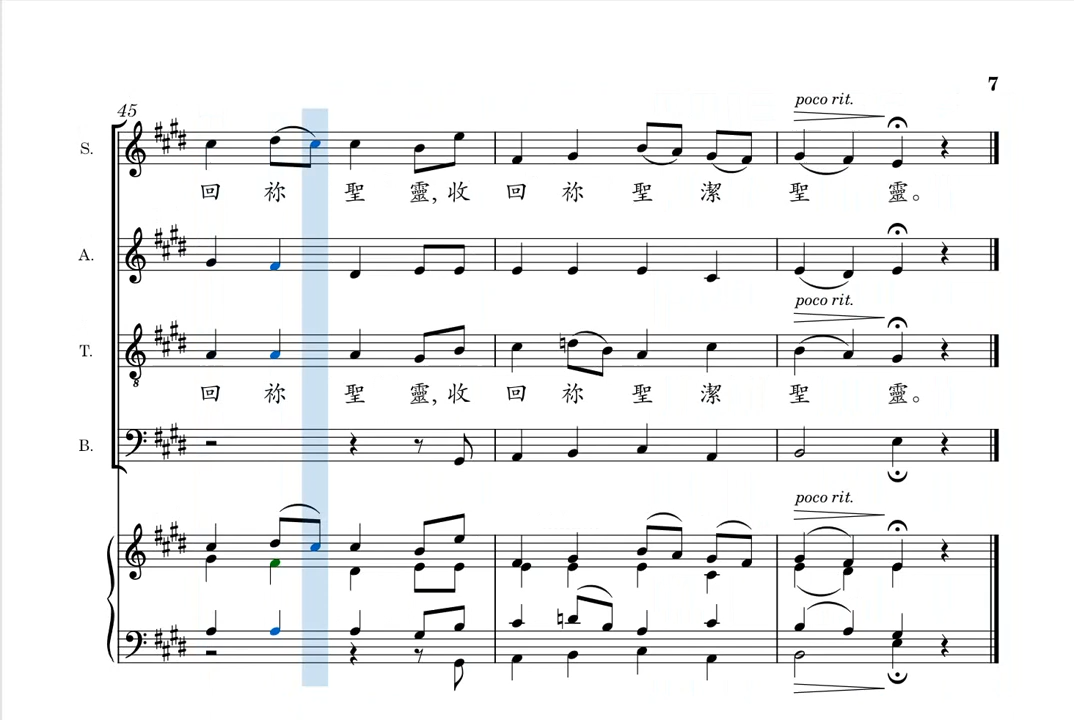 7
45
poco rit.
S.
回 祢 聖 靈, 收 回 祢 聖 潔 聖 靈。
A.
poco rit.
T.
8
回 祢 聖 靈, 收 回 祢 聖 潔 聖 靈。
B.
poco rit.